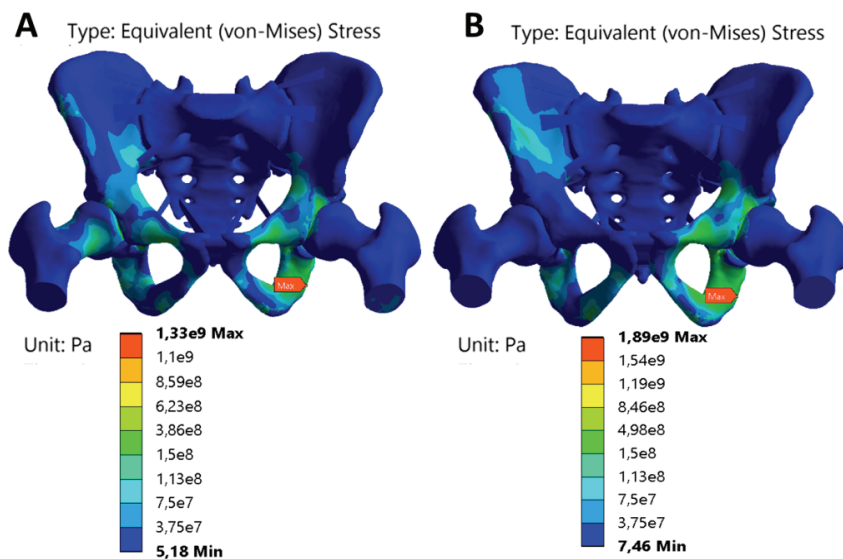 A
Type: Equivalent (von-Mises) Stress
Max
Unit: Pa
1,33e9 Max
1,1e9
8,59e8
6,23e8
3,86e8
1,5e8
1,13e8
7,5e7
3,75e7
5,18 Min
B
Type: Equivalent (von-Mises) Stress
Max
Unit: Pa
1,89e9 Max
1,54e9
1,19e9
8,46e8
4,98e8
1,5e8
1,13e8
7,5e7
3,75e7
7,46 Min